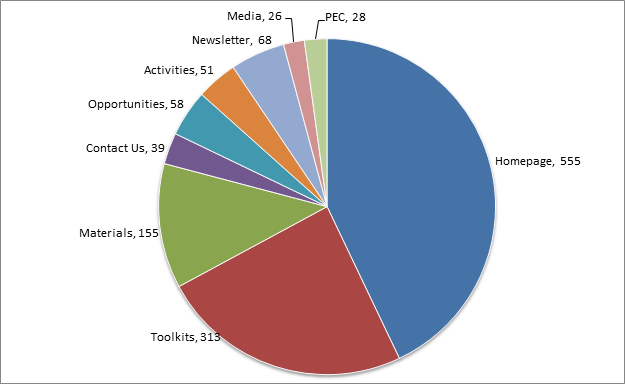 Media, 26
PEC, 28
Newsletter, 68
Activities, 51
Opportunities, 58
Contact Us, 39
Homepage, 555
Materials, 155
Toolkits, 313